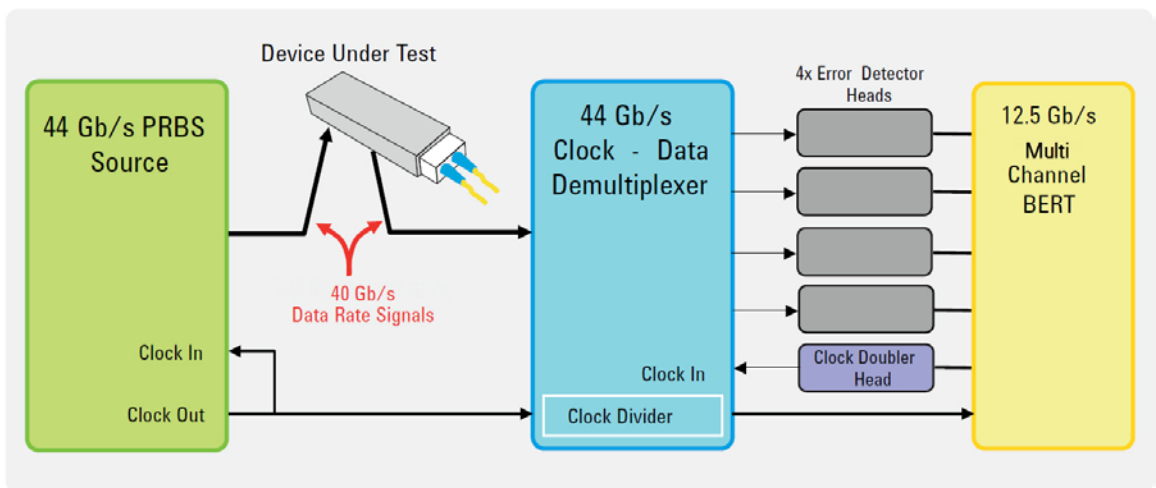 Device Under Test
44 Gb/s PRBS
Source
40 Gb/s
Data Rate Signals
Clock In
Clock Out
44 Gb/s
Clock - Data
Demultiplexer
Clock In
Clock Divider
4x Error Detector
Heads
Clock Doubler
Head
12.5 Gb/s
Multi
Channel
BERT